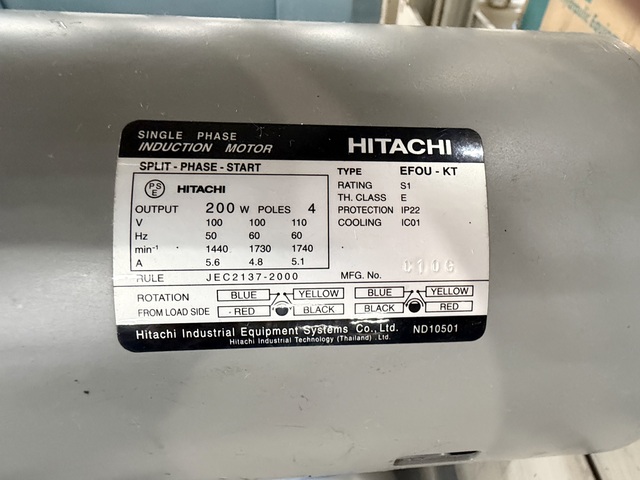 SINGLE PHASE
INDUCTION MOTOR
HITACHI
SPLIT - PHASE - START
PS
E
HITACHI
OUTPUT 200 W POLES 4
V 100 100 110
Hz 50 60 60
min⁻¹ 1440 1730 1740
A 5.6 4.8 5.1
TYPE EFOU - KT
RATING S1
TH. CLASS E
PROTECTION IP22
COOLING IC01
RULE JEC2137-2000
MFG. No.
ROTATION BLUE YELLOW BLUE YELLOW
FROM LOAD SIDE RED BLACK BLACK RED
Hitachi Industrial Equipment Systems Co., Ltd. ND10501
Hitachi Industrial Technology (Thailand) .Ltd.